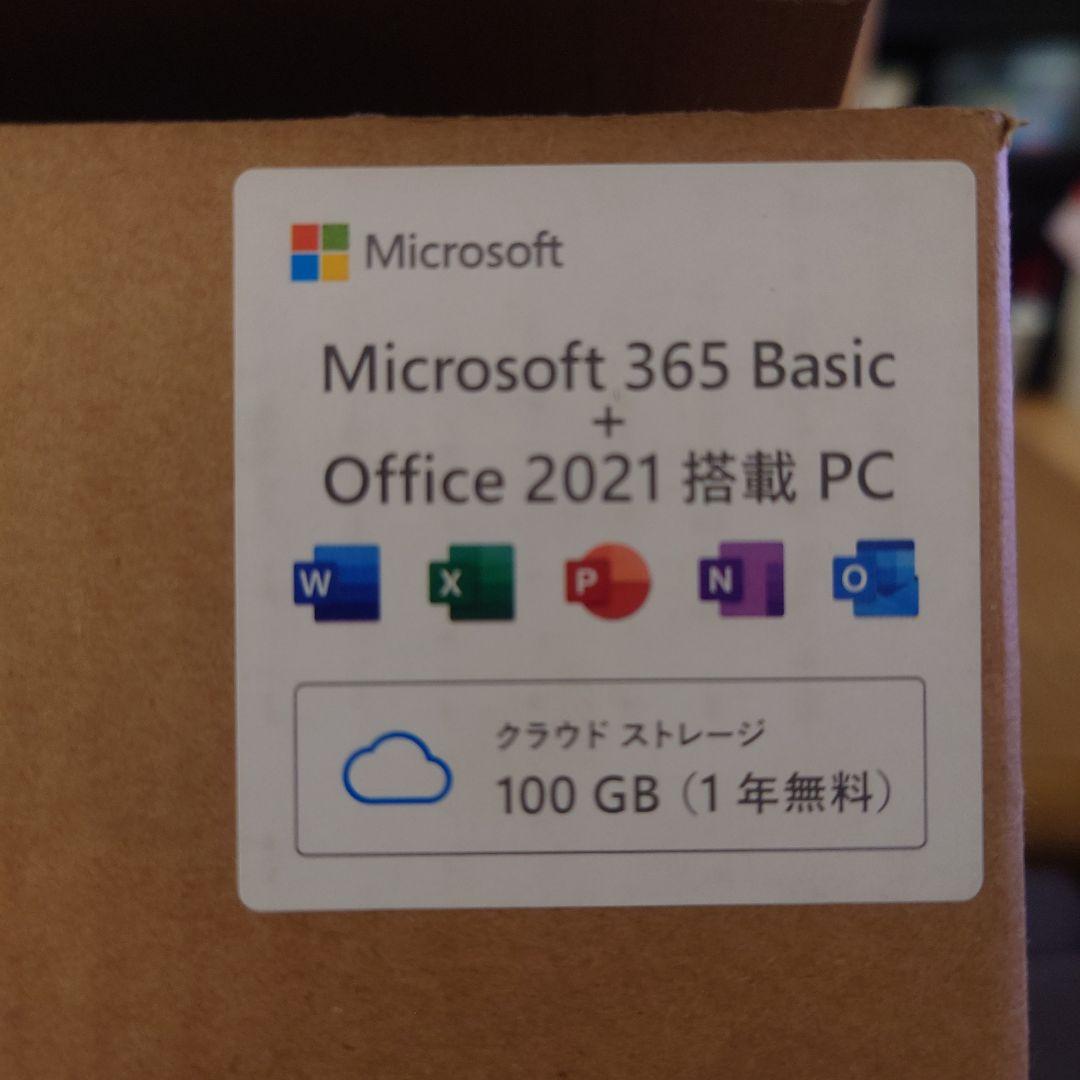 Microsoft
Microsoft 365 Basic
+
Office 2021 搭載 PC
W X P N O
クラウド ストレージ
100 GB (1 年無料)